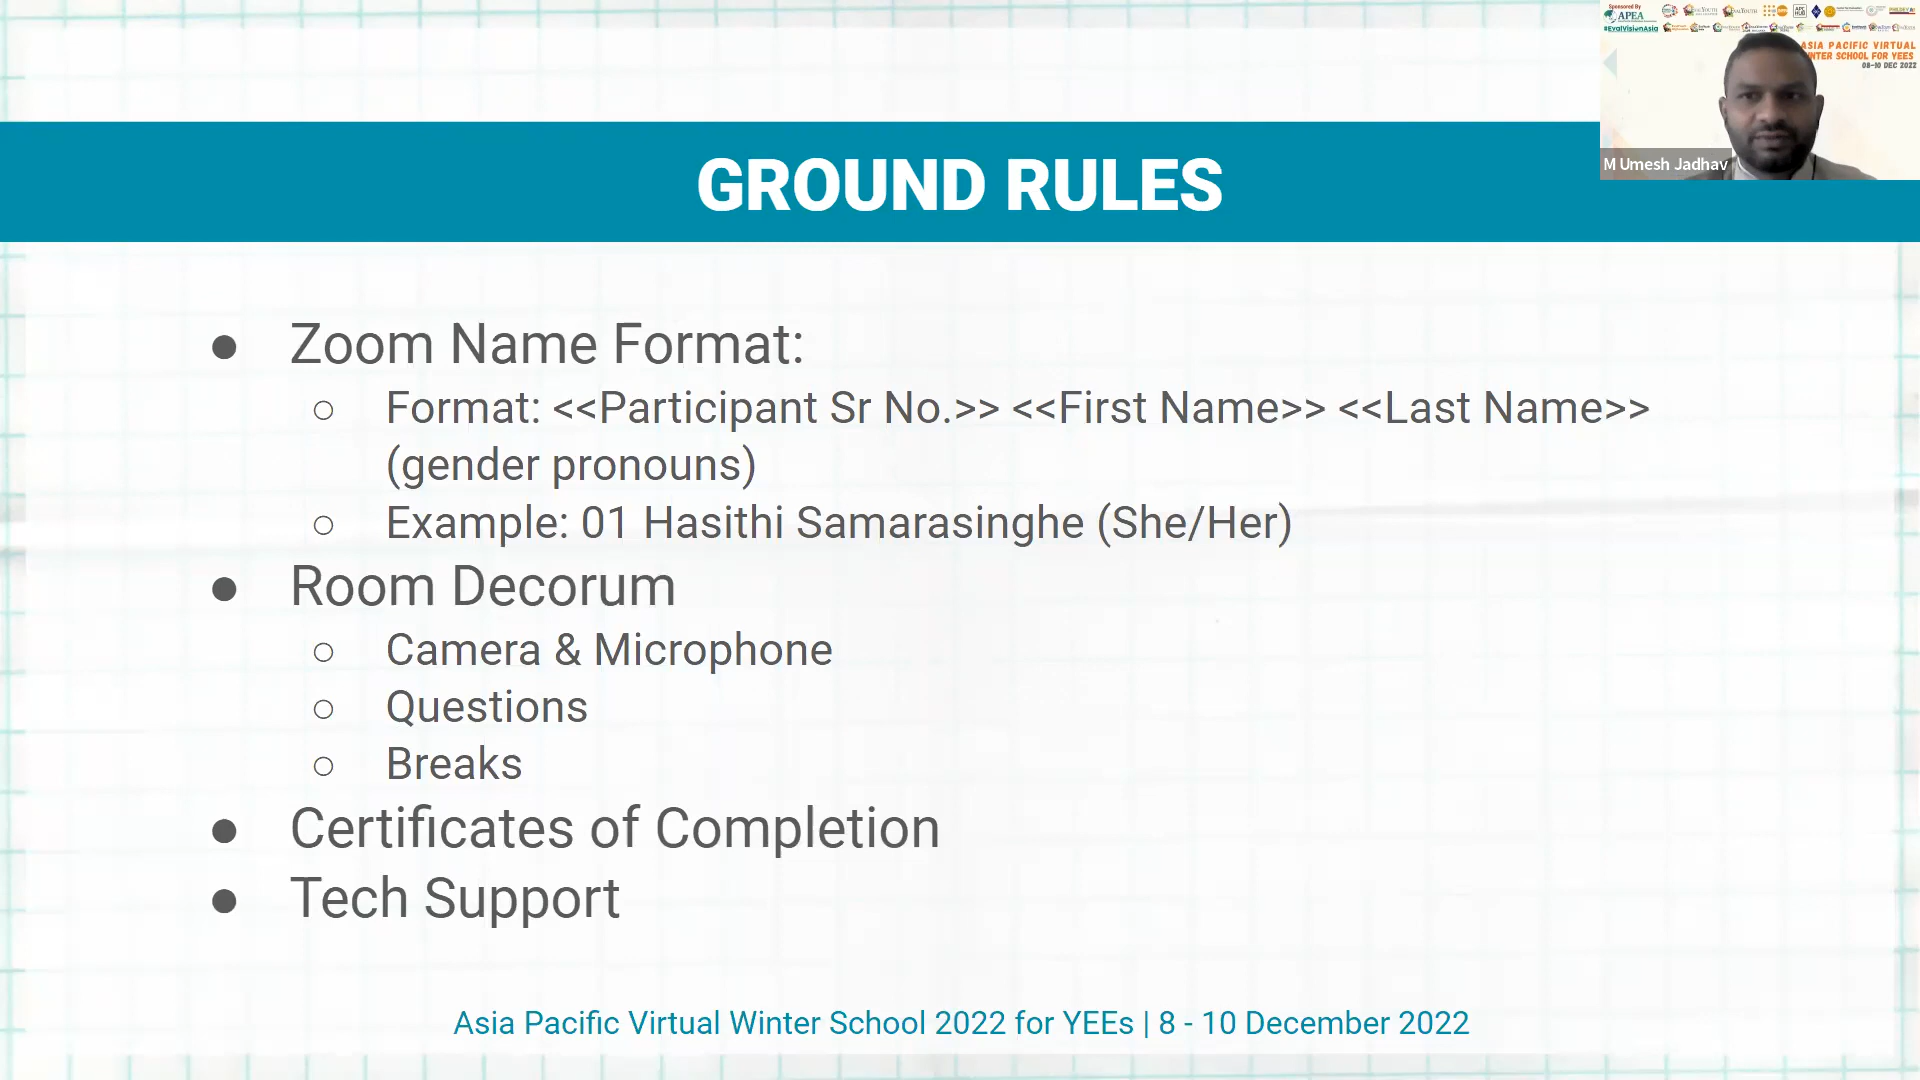 GROUND RULES
● Zoom Name Format:
○ Format: <<Participant Sr No.>> <<First Name>> <<Last Name>>
(gender pronouns)
○ Example: 01 Hasithi Samarasinghe (She/Her)
● Room Decorum
○ Camera & Microphone
○ Questions
○ Breaks
● Certificates of Completion
● Tech Support
Asia Pacific Virtual Winter School 2022 for YEEs | 8 - 10 December 2022
Sponsored By
APEA
#EvalVisionAsia
ASIA PACIFIC VIRTUAL
NTER SCHOOL FOR YEES
08-10 DEC 2022
M Umesh Jadhav